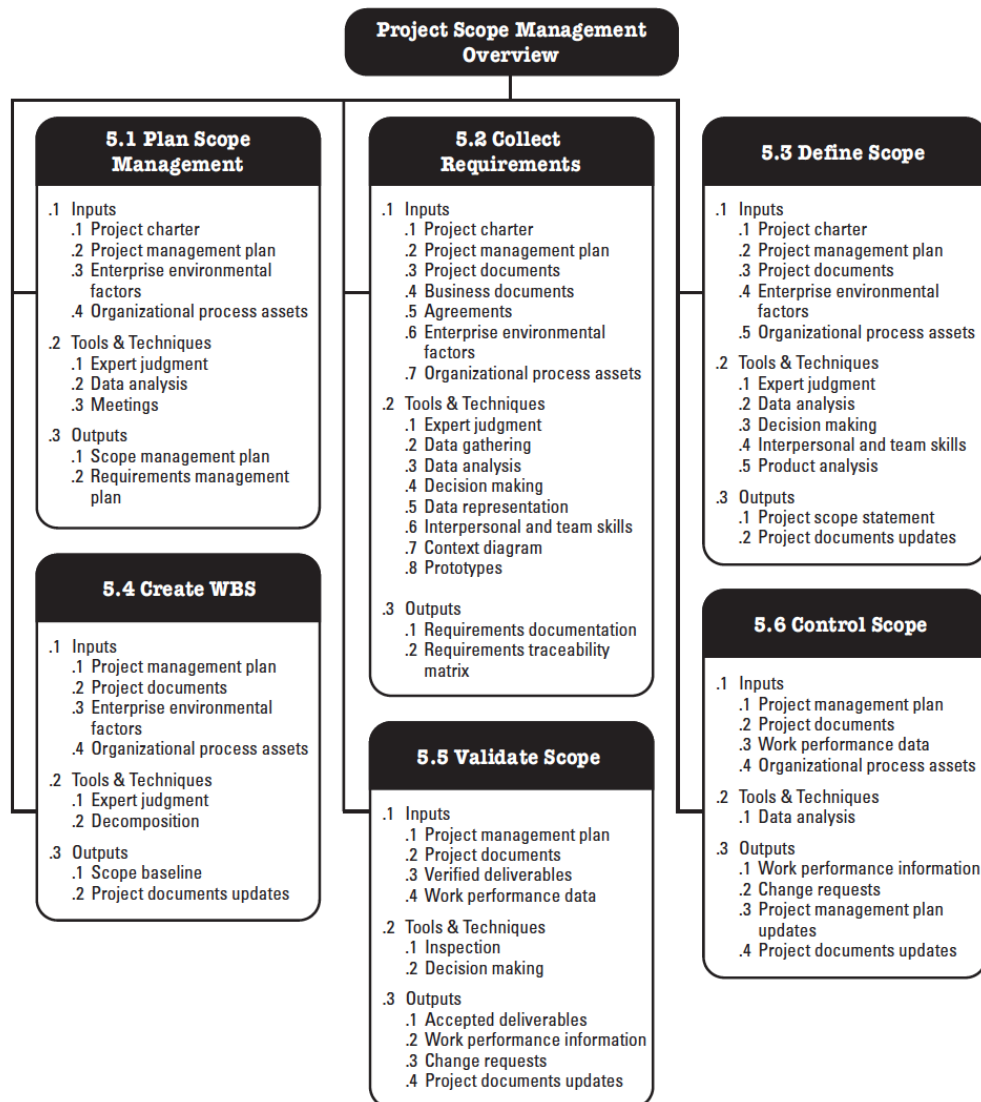 Project Scope Management
Overview
5.1 Plan Scope
Management
.1 Inputs
.1 Project charter
.2 Project management plan
.3 Enterprise environmental
factors
.4 Organizational process assets
.2 Tools & Techniques
.1 Expert judgment
.2 Data analysis
.3 Meetings
.3 Outputs
.1 Scope management plan
.2 Requirements management
plan
5.2 Collect
Requirements
.1 Inputs
.1 Project charter
.2 Project management plan
.3 Project documents
.4 Business documents
.5 Agreements
.6 Enterprise environmental
factors
.7 Organizational process assets
.2 Tools & Techniques
.1 Expert judgment
.2 Data gathering
.3 Data analysis
.4 Decision making
.5 Data representation
.6 Interpersonal and team skills
.7 Context diagram
.8 Prototypes
.3 Outputs
.1 Requirements documentation
.2 Requirements traceability
matrix
5.3 Define Scope
.1 Inputs
.1 Project charter
.2 Project management plan
.3 Project documents
.4 Enterprise environmental
factors
.5 Organizational process assets
.2 Tools & Techniques
.1 Expert judgment
.2 Data analysis
.3 Decision making
.4 Interpersonal and team skills
.5 Product analysis
.3 Outputs
.1 Project scope statement
.2 Project documents updates
5.4 Create WBS
.1 Inputs
.1 Project management plan
.2 Project documents
.3 Enterprise environmental
factors
.4 Organizational process assets
.2 Tools & Techniques
.1 Expert judgment
.2 Decomposition
.3 Outputs
.1 Scope baseline
.2 Project documents updates
5.5 Validate Scope
.1 Inputs
.1 Project management plan
.2 Project documents
.3 Verified deliverables
.4 Work performance data
.2 Tools & Techniques
.1 Inspection
.2 Decision making
.3 Outputs
.1 Accepted deliverables
.2 Work performance information
.3 Change requests
.4 Project documents updates
5.6 Control Scope
.1 Inputs
.1 Project management plan
.2 Project documents
.3 Work performance data
.4 Organizational process assets
.2 Tools & Techniques
.1 Data analysis
.3 Outputs
.1 Work performance information
.2 Change requests
.3 Project management plan
updates
.4 Project documents updates